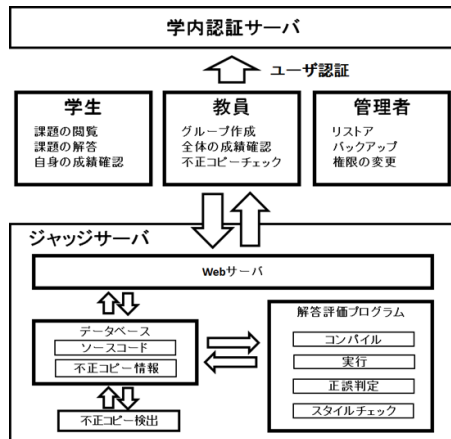 学内認証サーバ
ユーザ認証
学生
課題の閲覧
課題の解答
自身の成績確認
教員
グループ作成
全体の成績確認
不正コピーチェック
管理者
リストア
バックアップ
権限の変更
ジャッジサーバ
Webサーバ
データベース
ソースコード
不正コピー情報
不正コピー検出
解答評価プログラム
コンパイル
実行
正誤判定
スタイルチェック